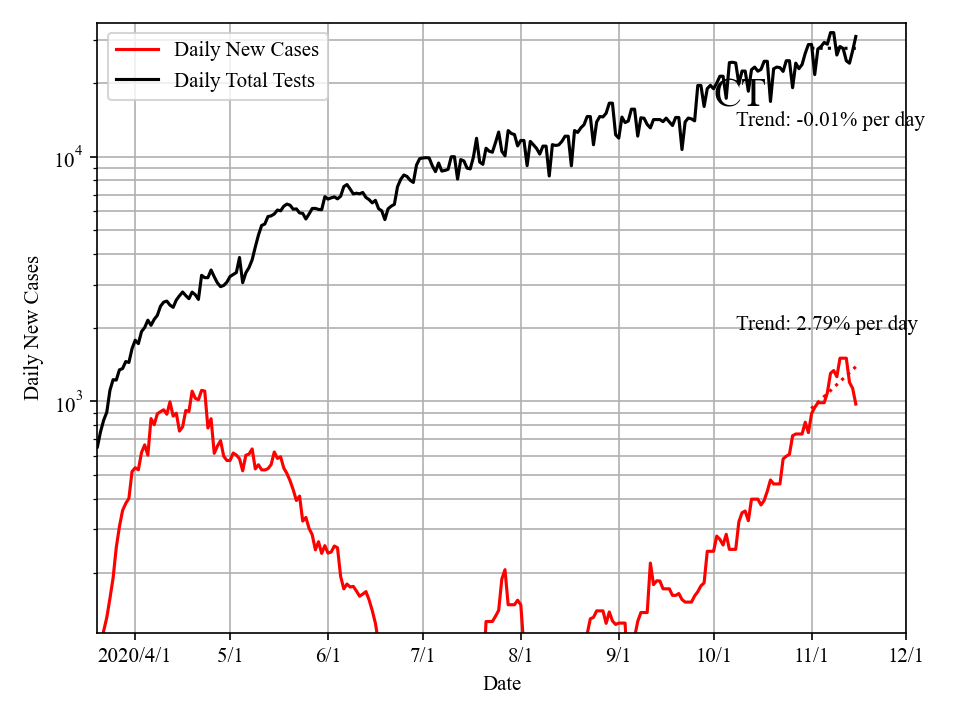 Daily New Cases
Daily Total Tests
CT
Trend: -0.01% per day
Trend: 2.79% per day
10^4
10^3
Daily New Cases
2020/4/1 5/1 6/1 7/1 8/1 9/1 10/1 11/1 12/1
Date